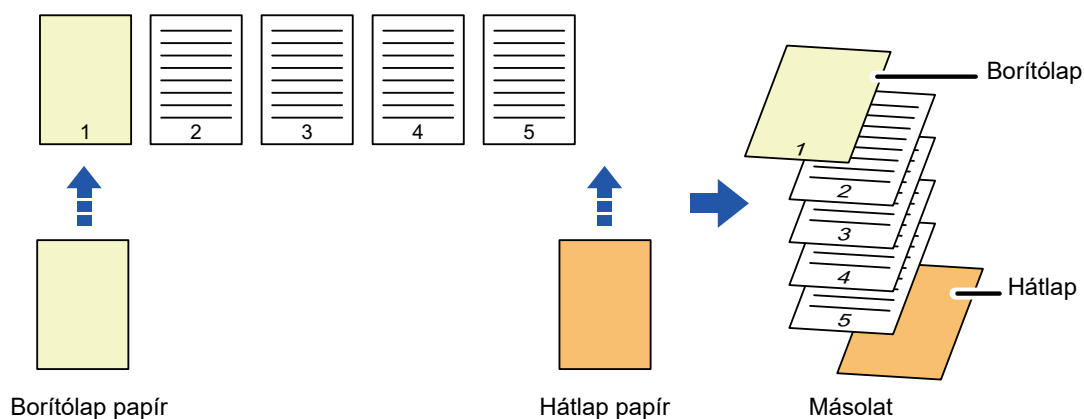 1 2 3 4 5
Borítólap papír
Hátlap papír
Borítólap
1
2
3
4
5
Hátlap
Másolat